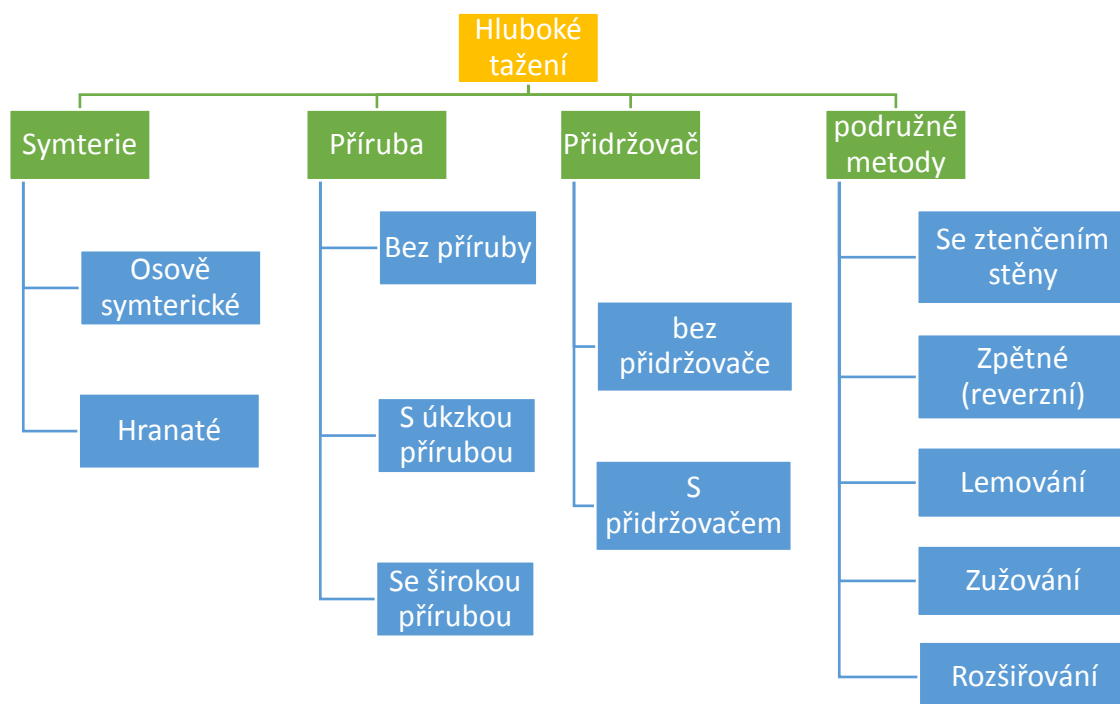 Hluboké
tažení
Symterie
Příruba
Přidržovač
podružné
metody
Osově
symterické
Hranaté
Bez příruby
S úkzkou
přírubou
Se širokou
přírubou
bez
přidržovače
S
přidržovačem
Se ztenčením
stěny
Zpětné
(reverzní)
Lemování
Zužování
Rozšiřování